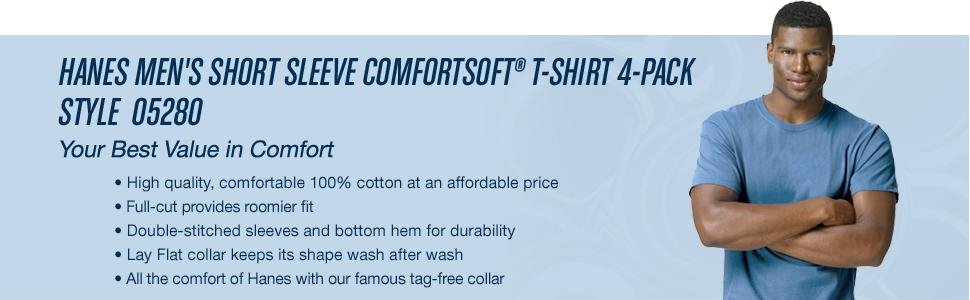 HANES MEN'S SHORT SLEEVE COMFORTSOFT® T-SHIRT 4-PACK
STYLE 05280
Your Best Value in Comfort
• High quality, comfortable 100% cotton at an affordable price
• Full-cut provides roomier fit
• Double-stitched sleeves and bottom hem for durability
• Lay Flat collar keeps its shape wash after wash
• All the comfort of Hanes with our famous tag-free collar